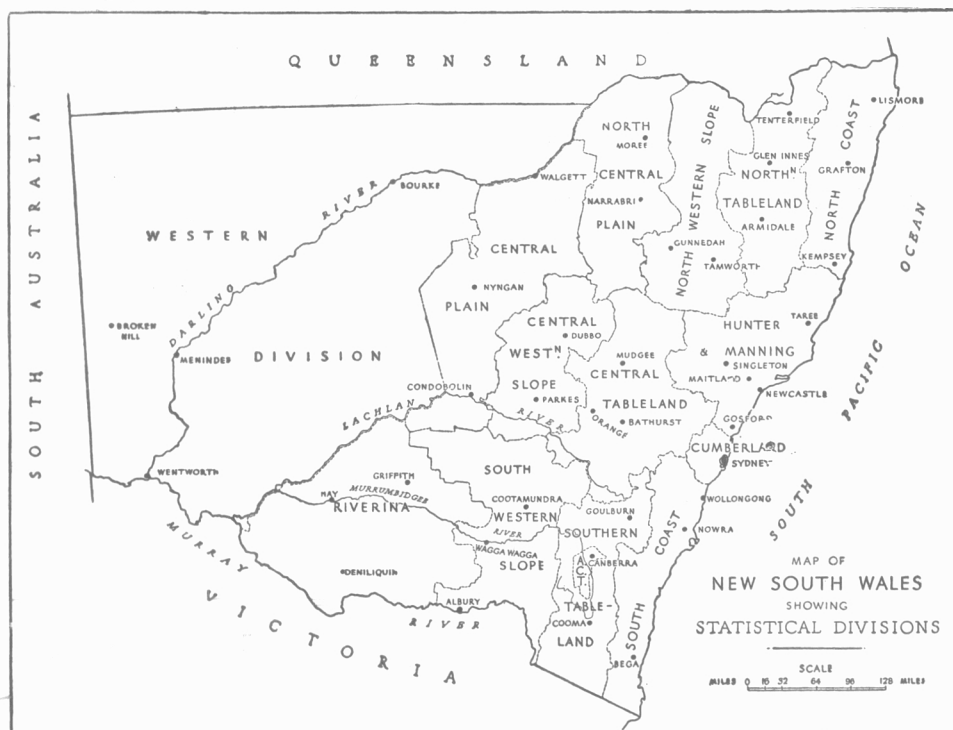 QUEENSLAND
SOUTH AUSTRALIA
WESTERN
DIVISION
DARLING
RIVER
BOURKE
BROKEN
HILL
MENINDEE
WENTWORTH
WALGETT
NORTH
MOREE
CENTRAL
NARRABRI
PLAIN
NORTH WESTERN SLOPE
GUNNEDAH
TAMWORTH
TENTERFIELD
GLEN INNES
NORTHN
TABLELAND
ARMIDALE
NORTH COAST
LISMORE
GRAFTON
KEMPSEY
CENTRAL
NYNGAN
PLAIN
CENTRAL
DUBBO
WESTN
SLOPE
PARKES
MUDGEE
CENTRAL
TABLELAND
ORANGE
BATHURST
HUNTER
TAREE
& MANNING
SINGLETON
MAITLAND
NEWCASTLE
GOSFORD
CUMBERLAND
SYDNEY
CONDOBOLIN
LACHLAN
RIVER
SOUTH
GRIFFITH
HAY
MURRUMBIDGEE
RIVERINA
COOTAMUNDRA
WESTERN
RIVER
WAGGA WAGGA
SLOPE
GOULBURN
SOUTHERN
CANBERRA
A.C.T.
TABLE-
COOMA
LAND
SOUTH COAST
WOLLONGONG
NOWRA
BEGA
DENILIQUIN
ALBURY
MURRAY
RIVER
VICTORIA
SOUTH PACIFIC OCEAN
MAP OF
NEW SOUTH WALES
SHOWING
STATISTICAL DIVISIONS
SCALE
MILES 0 16 32 64 96 128 MILES